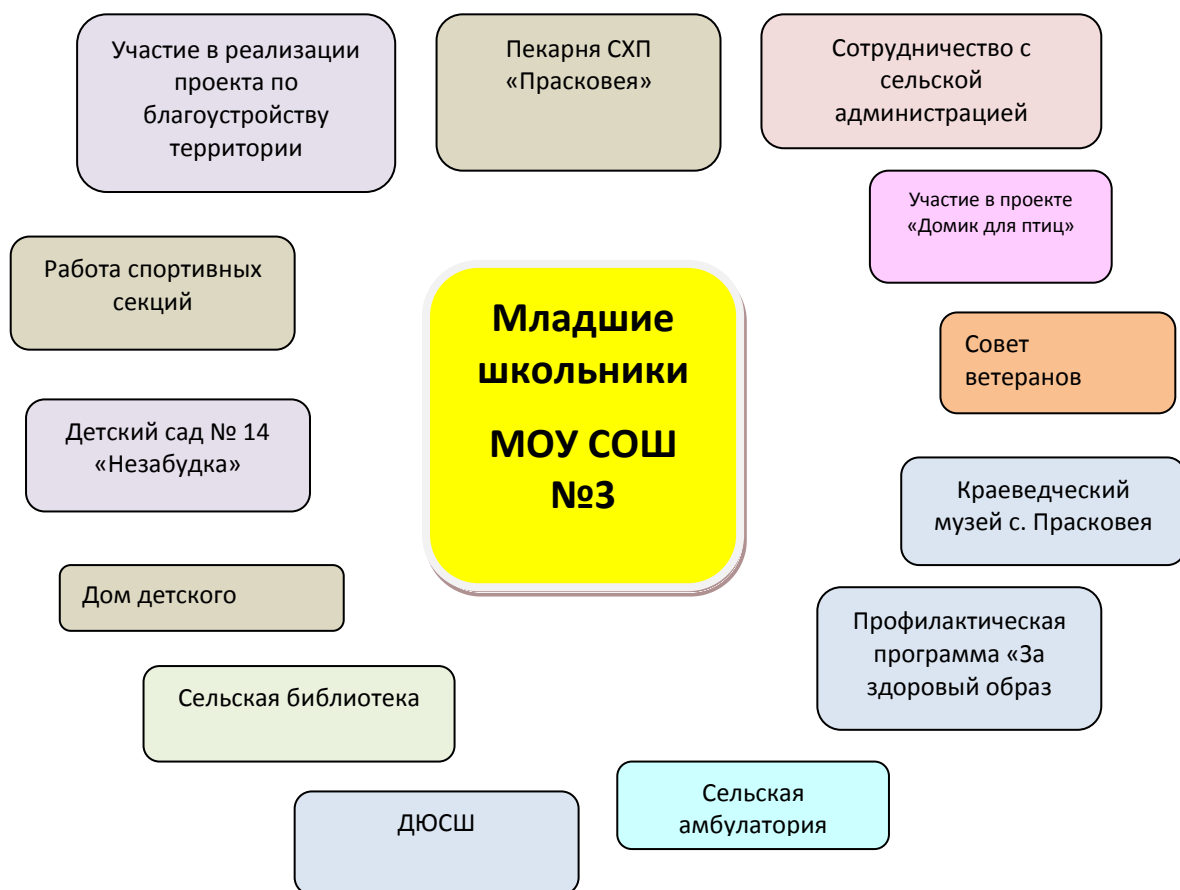 Участие в реализации
проекта по
благоустройству
территории
Пекарня СХП
«Прасковея»
Сотрудничество с
сельской
администрацией
Участие в проекте
«Домик для птиц»
Работа спортивных
секций
Младшие
школьники
МОУ СОШ
№3
Совет
ветеранов
Детский сад № 14
«Незабудка»
Краеведческий
музей с. Прасковея
Дом детского
Профилактическая
программа «За
здоровый образ
Сельская библиотека
Сельская
амбулатория
ДЮСШ